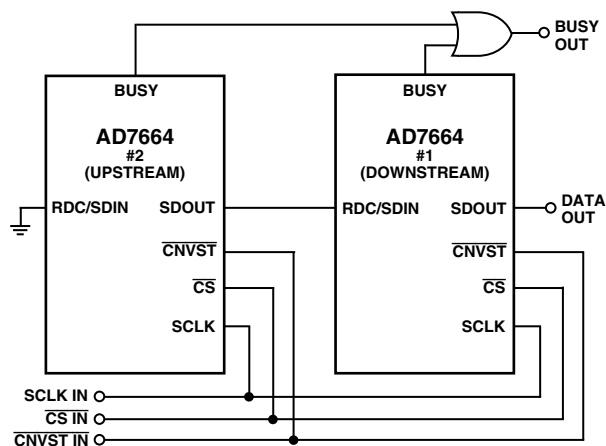 BUSY
OUT
BUSY
BUSY
AD7664
#2
(UPSTREAM)
AD7664
#1
(DOWNSTREAM)
RDC/SDIN
SDOUT
RDC/SDIN
SDOUT
DATA
OUT
CNVST
CNVST
CS
CS
SCLK
SCLK
SCLK IN
CS IN
CNVST IN